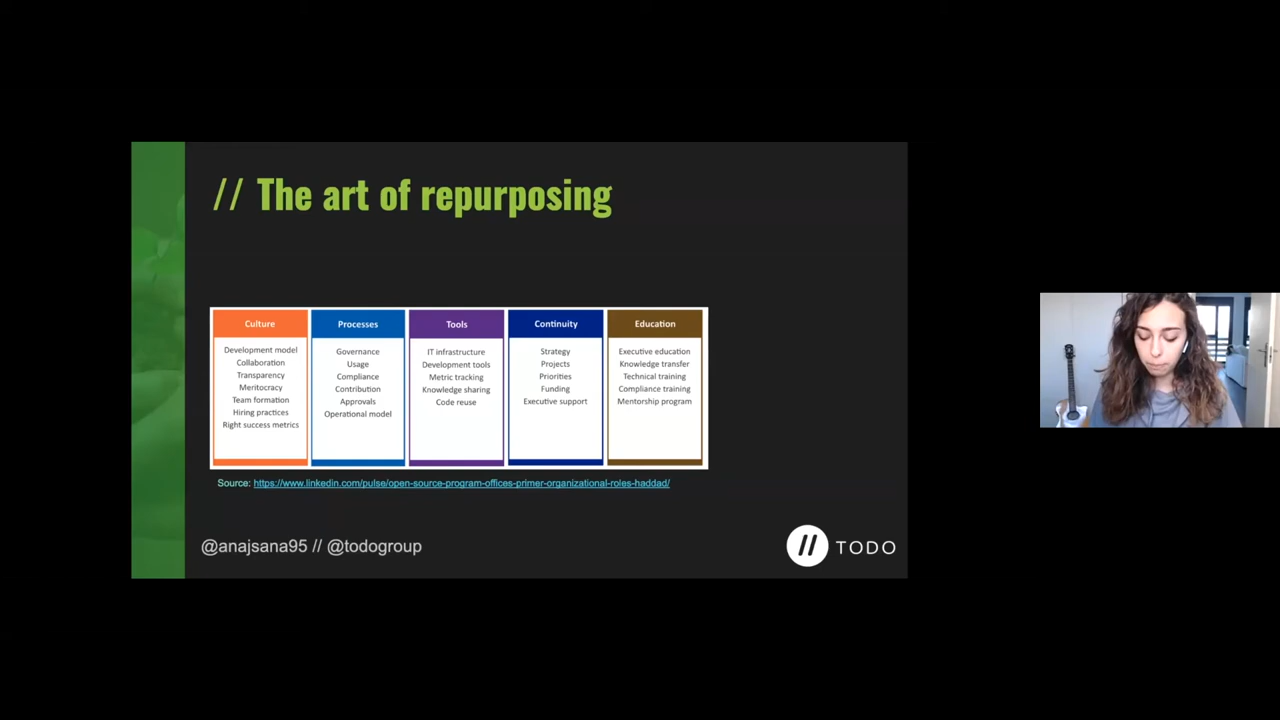 // The art of repurposing
Culture
Development model
Collaboration
Transparency
Meritocracy
Team formation
Hiring practices
Right success metrics
Processes
Governance
Usage
Compliance
Contribution
Approvals
Operational model
Tools
IT infrastructure
Development tools
Metric tracking
Knowledge sharing
Code reuse
Continuity
Strategy
Projects
Priorities
Funding
Executive support
Education
Executive education
Knowledge transfer
Technical training
Compliance training
Mentorship program
Source: https://www.linkedin.com/pulse/open-source-program-offices-primer-organizational-roles-haddad/
@anajsana95 // @todogroup
// TODO